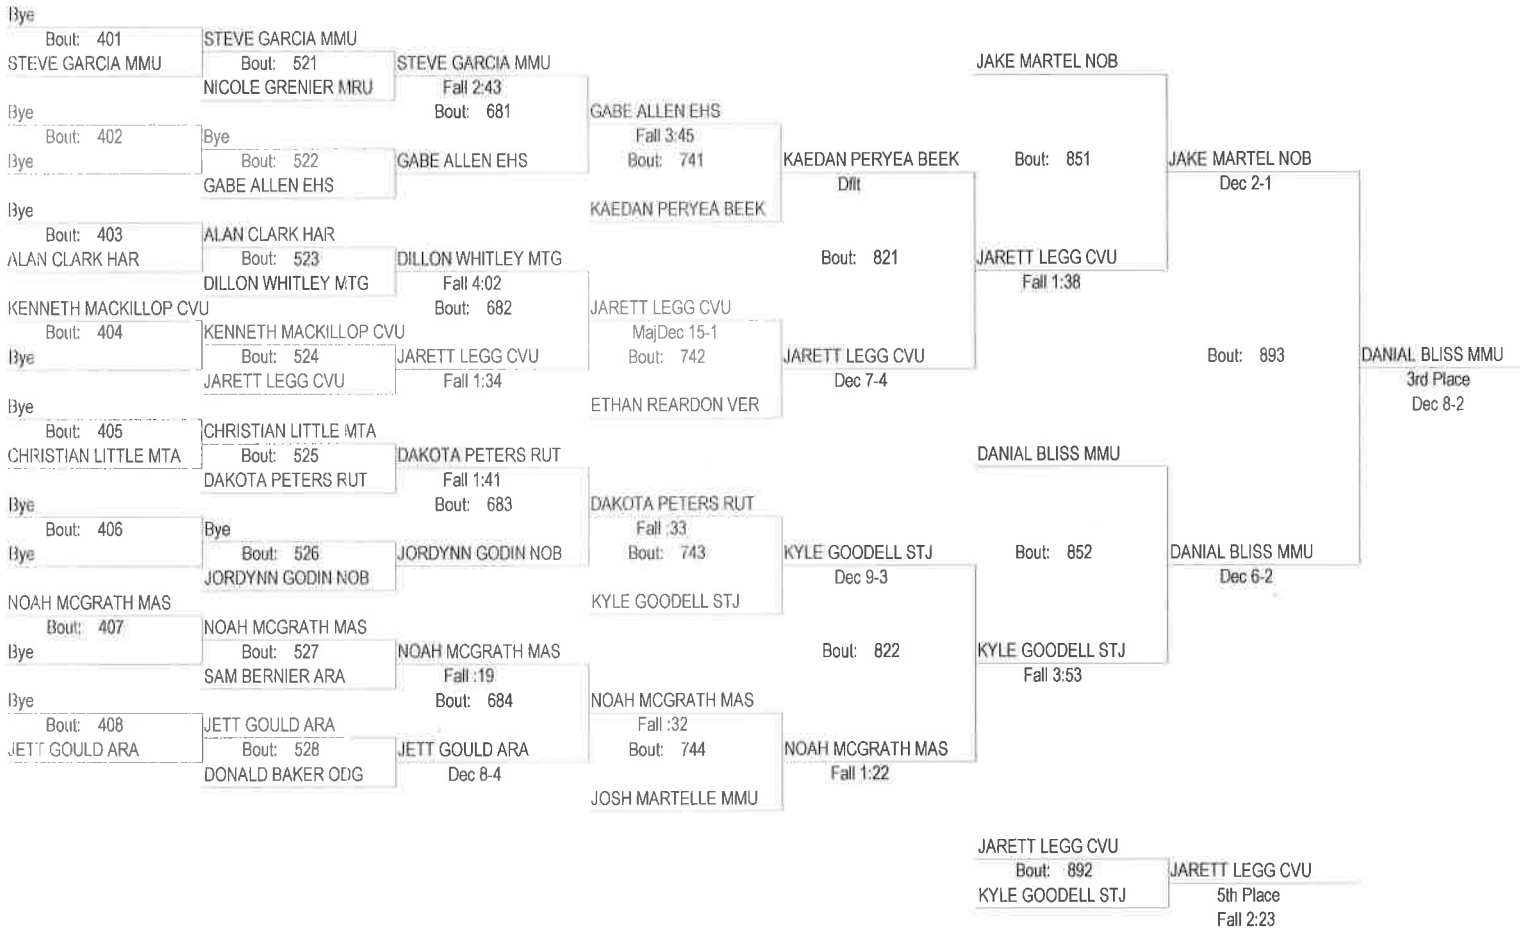 Bye
Bout: 401
STEVE GARCIA MMU
Bye
Bout: 402
Bye
Bye
Bout: 403
ALAN CLARK HAR
KENNETH MACKILLOP CVU
Bout: 404
Bye
Bye
Bout: 405
CHRISTIAN LITTLE MTA
Bye
Bout: 406
Bye
NOAH MCGRATH MAS
Bout: 407
Bye
Bye
Bout: 408
JETT GOULD ARA
STEVE GARCIA MMU
Bout: 521
NICOLE GRENIER MRU
Bye
Bout: 522
GABE ALLEN EHS
ALAN CLARK HAR
Bout: 523
DILLON WHITLEY MTG
KENNETH MACKILLOP CVU
Bout: 524
JARETT LEGG CVU
CHRISTIAN LITTLE MTA
Bout: 525
DAKOTA PETERS RUT
Bye
Bout: 526
JORDYNN GODIN NOB
NOAH MCGRATH MAS
Bout: 527
SAM BERNIER ARA
JETT GOULD ARA
Bout: 528
DONALD BAKER ODG
STEVE GARCIA MMU
Fall 2:43
Bout: 681
GABE ALLEN EHS
DILLON WHITLEY MTG
Fall 4:02
Bout: 682
JARETT LEGG CVU
Fall 1:34
DAKOTA PETERS RUT
Fall 1:41
Bout: 683
JORDYNN GODIN NOB
NOAH MCGRATH MAS
Fall :19
Bout: 684
JETT GOULD ARA
Dec 8-4
GABE ALLEN EHS
Fall 3:45
Bout: 741
KAEDAN PERYEA BEEK
JARETT LEGG CVU
MajDec 15-1
Bout: 742
ETHAN REARDON VER
DAKOTA PETERS RUT
Fall :33
Bout: 743
KYLE GOODELL STJ
NOAH MCGRATH MAS
Fall :32
Bout: 744
JOSH MARTELLE MMU
KAEDAN PERYEA BEEK
Dflt
Bout: 821
JARETT LEGG CVU
Dec 7-4
KYLE GOODELL STJ
Dec 9-3
Bout: 822
NOAH MCGRATH MAS
Fall 1:22
JAKE MARTEL NOB
Bout: 851
JARETT LEGG CVU
Fall 1:38
DANIAL BLISS MMU
Bout: 852
KYLE GOODELL STJ
Fall 3:53
JAKE MARTEL NOB
Dec 2-1
Bout: 893
DANIAL BLISS MMU
Dec 6-2
DANIAL BLISS MMU
3rd Place
Dec 8-2
JARETT LEGG CVU
Bout: 892
KYLE GOODELL STJ
JARETT LEGG CVU
5th Place
Fall 2:23